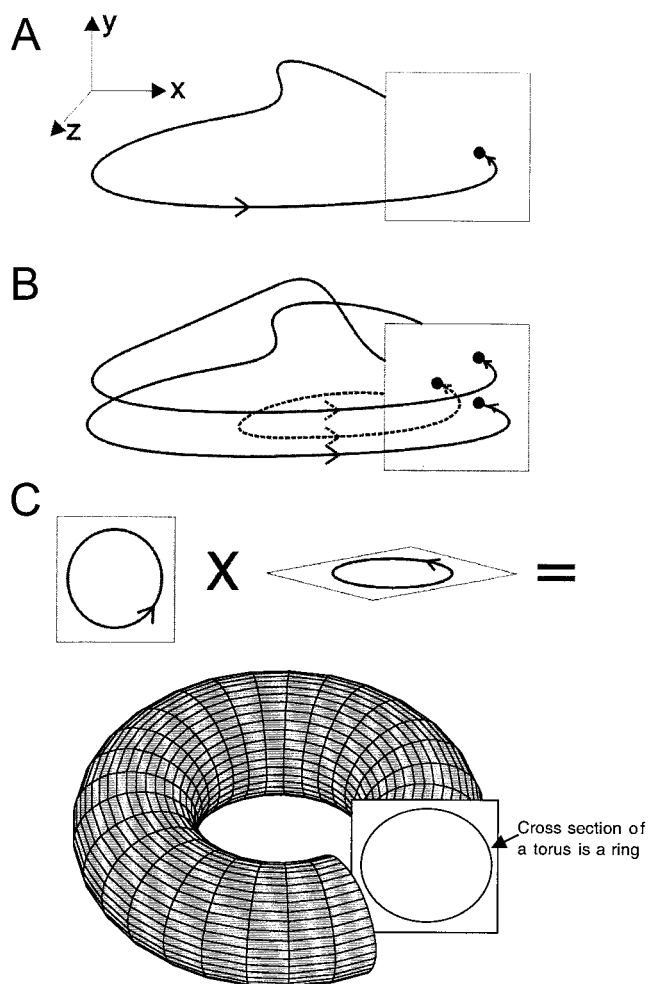 A
y
x
z
B
C
X
=
Cross section of
a torus is a ring